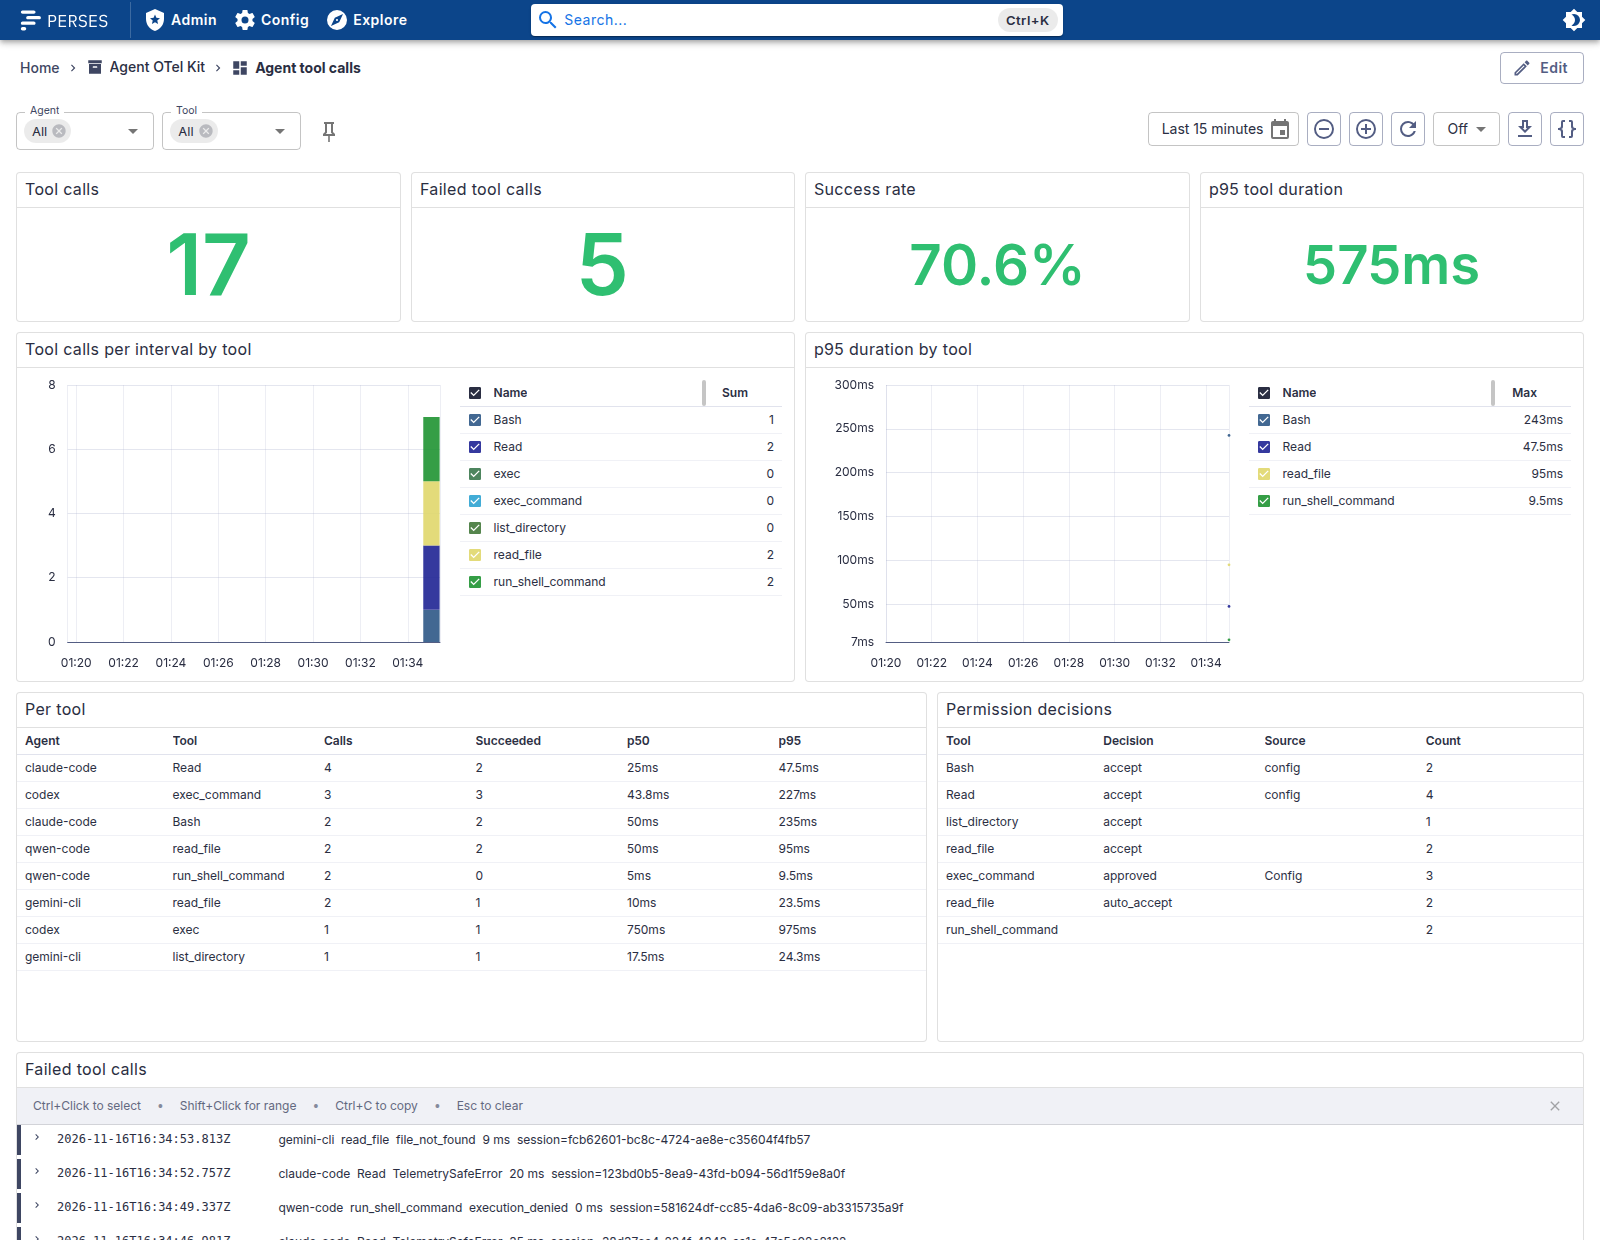 PERSES Admin Config Explore Search... Ctrl+K
Home › Agent OTel Kit › Agent tool calls Edit
Agent Tool
All All Last 15 minutes Off
Tool calls Failed tool calls Success rate p95 tool duration
17 5 70.6% 575ms
Tool calls per interval by tool
8
6
4
2
0
01:20 01:22 01:24 01:26 01:28 01:30 01:32 01:34
Name Sum
Bash 1
Read 2
exec 0
exec_command 0
list_directory 0
read_file 2
run_shell_command 2
p95 duration by tool
300ms
250ms
200ms
150ms
100ms
50ms
7ms
01:20 01:22 01:24 01:26 01:28 01:30 01:32 01:34
Name Max
Bash 243ms
Read 47.5ms
read_file 95ms
run_shell_command 9.5ms
Per tool
Agent Tool Calls Succeeded p50 p95
claude-code Read 4 2 25ms 47.5ms
codex exec_command 3 3 43.8ms 227ms
claude-code Bash 2 2 50ms 235ms
qwen-code read_file 2 2 50ms 95ms
qwen-code run_shell_command 2 0 5ms 9.5ms
gemini-cli read_file 2 1 10ms 23.5ms
codex exec 1 1 750ms 975ms
gemini-cli list_directory 1 1 17.5ms 24.3ms
Permission decisions
Tool Decision Source Count
Bash accept config 2
Read accept config 4
list_directory accept 1
read_file accept 2
exec_command approved Config 3
read_file auto_accept 2
run_shell_command 2
Failed tool calls
Ctrl+Click to select • Shift+Click for range • Ctrl+C to copy • Esc to clear
2026-11-16T16:34:53.813Z gemini-cli read_file file_not_found 9 ms session=fcb62601-bc8c-4724-ae8e-c35604f4fb57
2026-11-16T16:34:52.757Z claude-code Read TelemetrySafeError 20 ms session=123bd0b5-8ea9-43fd-b094-56d1f59e8a0f
2026-11-16T16:34:49.337Z qwen-code run_shell_command execution_denied 0 ms session=581624df-cc85-4da6-8c09-ab3315735a9f